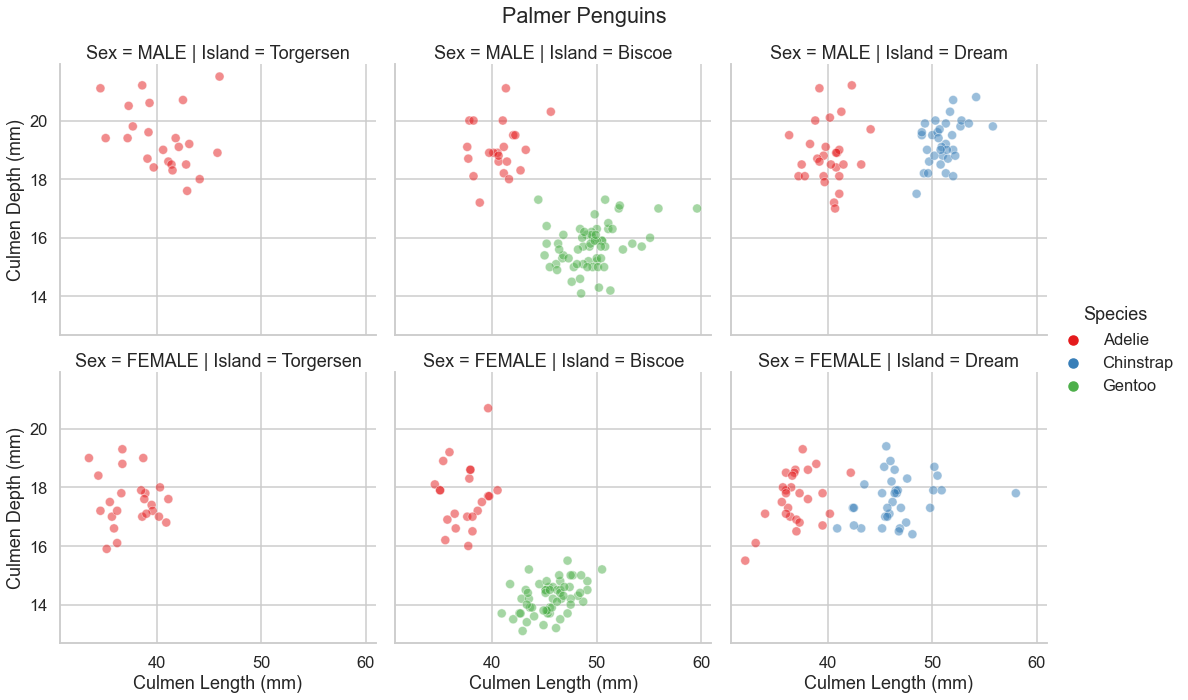 Palmer Penguins
Sex = MALE | Island = Torgersen
Sex = MALE | Island = Biscoe
Sex = MALE | Island = Dream
Culmen Depth (mm)
20
18
16
14
Sex = FEMALE | Island = Torgersen
Sex = FEMALE | Island = Biscoe
Sex = FEMALE | Island = Dream
Culmen Depth (mm)
20
18
16
14
40 50 60
40 50 60
40 50 60
Culmen Length (mm)
Culmen Length (mm)
Culmen Length (mm)
Species
Adelie
Chinstrap
Gentoo